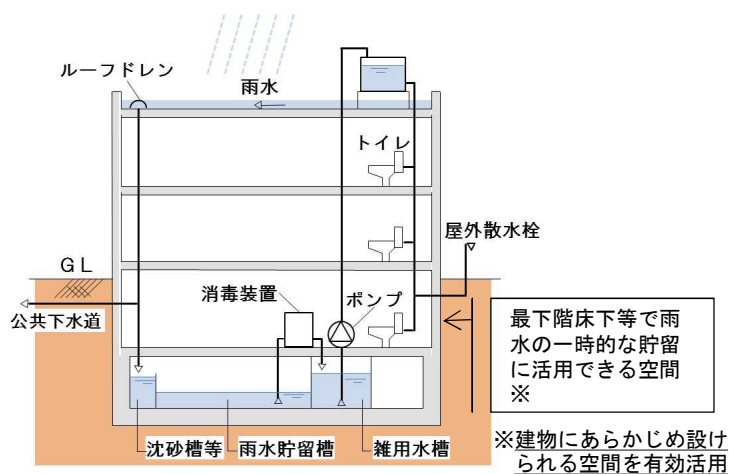 ルーフドレン
雨水
トイレ
屋外散水栓
GL
消毒装置
ポンプ
公共下水道
最下階床下等で雨
水の一時的な貯留
に活用できる空間
※
沈砂槽等
雨水貯留槽
雑用水槽
※建物にあらかじめ設け
られる空間を有効活用